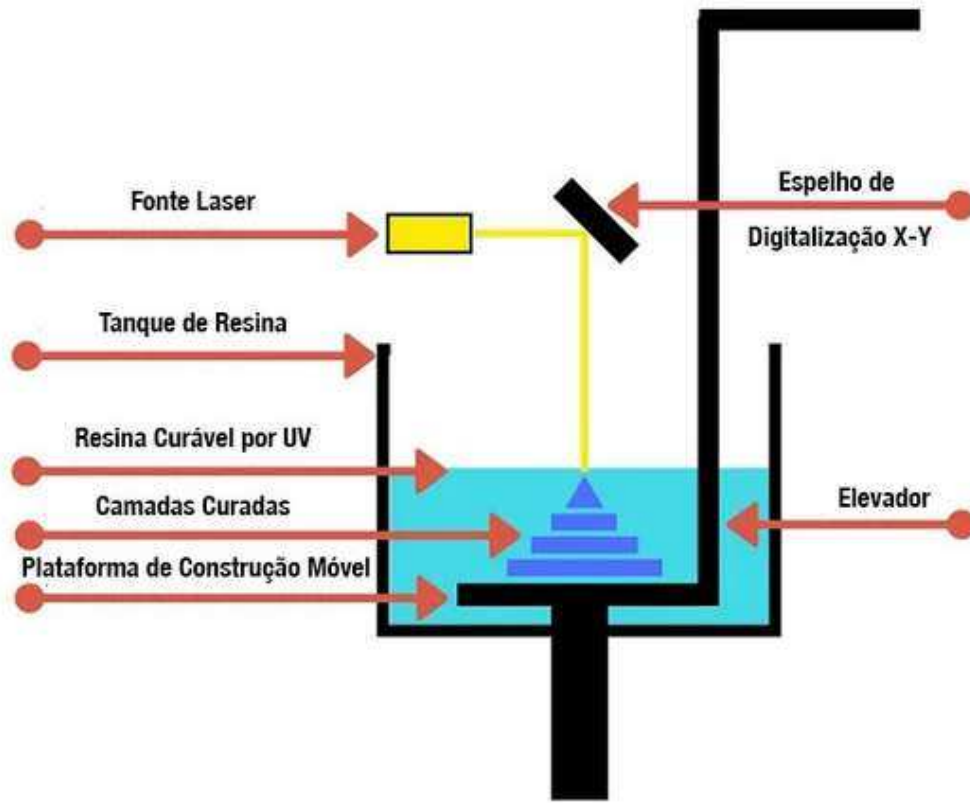 Fonte Laser
Espelho de
Digitalização X-Y
Tanque de Resina
Resina Curável por UV
Camadas Curadas
Elevador
Plataforma de Construção Móvel